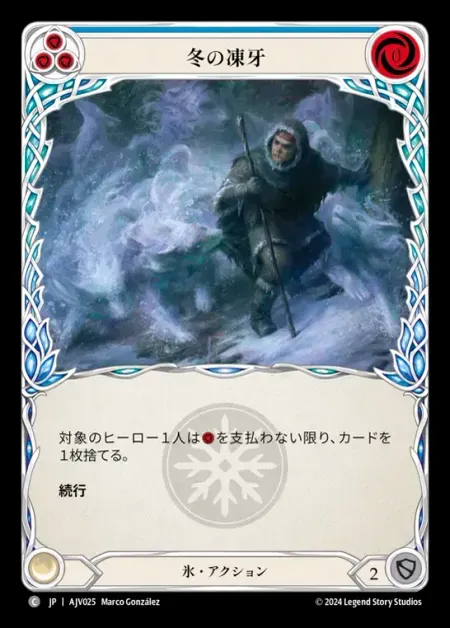 冬の凍牙
0
対象のヒーロー1人はを支払わない限り、カードを
1枚捨てる。
続行
氷・アクション
2
C JP | AJV025 Marco González
© 2024 Legend Story Studios